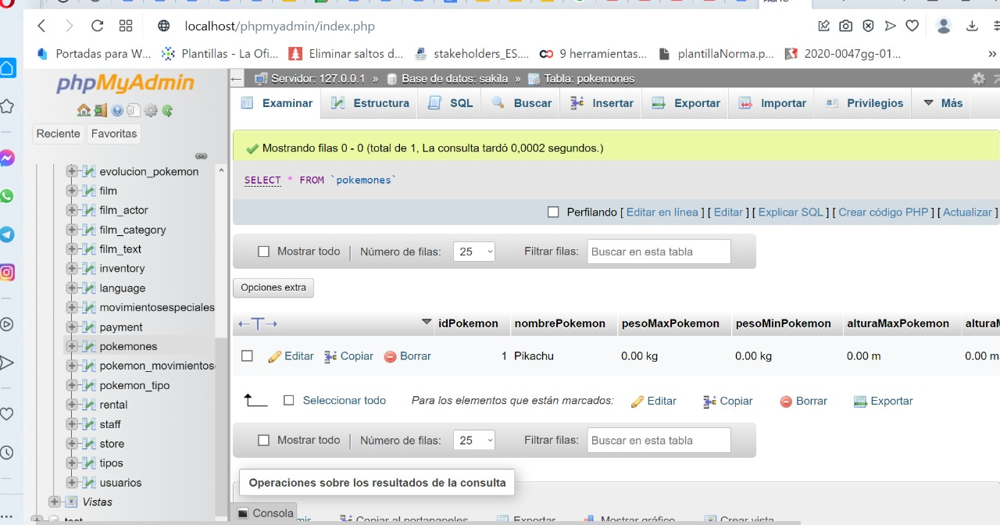 localhost/phpmyadmin/index.php
Portadas para W... Plantillas - La Ofi... Eliminar saltos d... stakeholders_ES.... 9 herramientas... plantillaNorma.p... 2020-0047gg-01... »
phpMyAdmin
Reciente Favoritas
evolucion_pokemon
film
film_actor
film_category
film_text
inventory
language
movimientosespeciales
payment
pokemones
pokemon_movimientos
pokemon_tipo
rental
staff
store
tipos
usuarios
Vistas
test
Servidor: 127.0.0.1 » Base de datos: sakila » Tabla: pokemones
Examinar Estructura SQL Buscar Insertar Exportar Importar Privilegios Más
Mostrando filas 0 - 0 (total de 1, La consulta tardó 0,0002 segundos.)
SELECT * FROM `pokemones`
Perfilando [ Editar en línea ] [ Editar ] [ Explicar SQL ] [ Crear código PHP ] [ Actualizar ]
Mostrar todo | Número de filas: 25 Filtrar filas: Buscar en esta tabla
Opciones extra
←T→ idPokemon nombrePokemon pesoMaxPokemon pesoMinPokemon alturaMaxPokemon
Editar Copiar Borrar 1 Pikachu 0.00 kg 0.00 kg 0.00 m 0.00 m
Seleccionar todo Para los elementos que están marcados: Editar Copiar Borrar Exportar
Mostrar todo | Número de filas: 25 Filtrar filas: Buscar en esta tabla
Operaciones sobre los resultados de la consulta
Consola Copiar al portapapeles Exportar Mostrar gráfico Crear vista